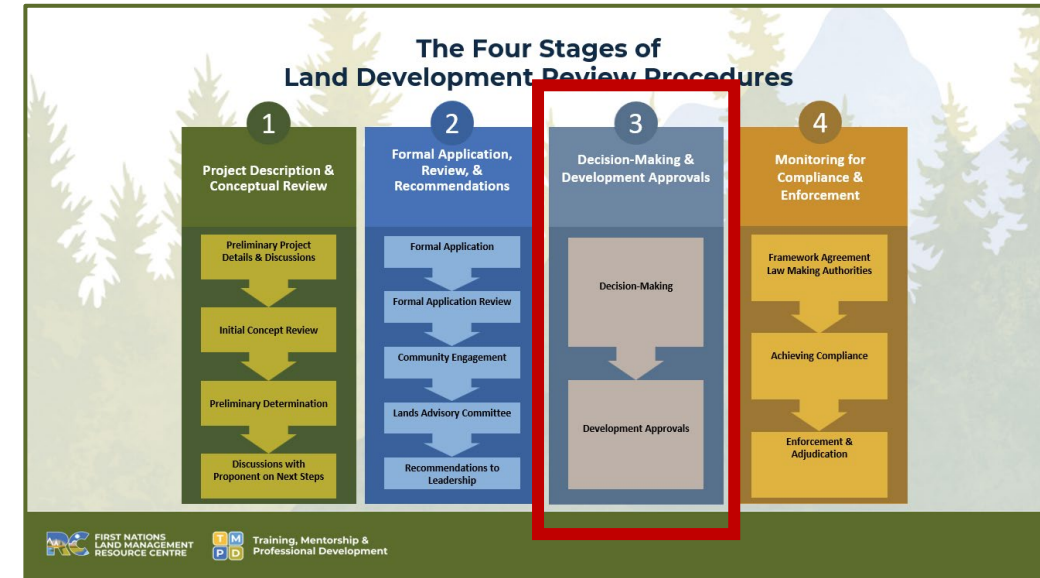 The Four Stages of
Land Development Review Procedures
1
Project Description &
Conceptual Review
Preliminary Project
Details & Discussions
Initial Concept Review
Preliminary Determination
Discussions with
Proponent on Next Steps
2
Formal Application,
Review, &
Recommendations
Formal Application
Formal Application Review
Community Engagement
Lands Advisory Committee
Recommendations to
Leadership
3
Decision-Making &
Development Approvals
Decision-Making
Development Approvals
4
Monitoring for
Compliance &
Enforcement
Framework Agreement
Law Making Authorities
Achieving Compliance
Enforcement &
Adjudication
RC
FIRST NATIONS
LAND MANAGEMENT
RESOURCE CENTRE
T M
P D
Training, Mentorship &
Professional Development